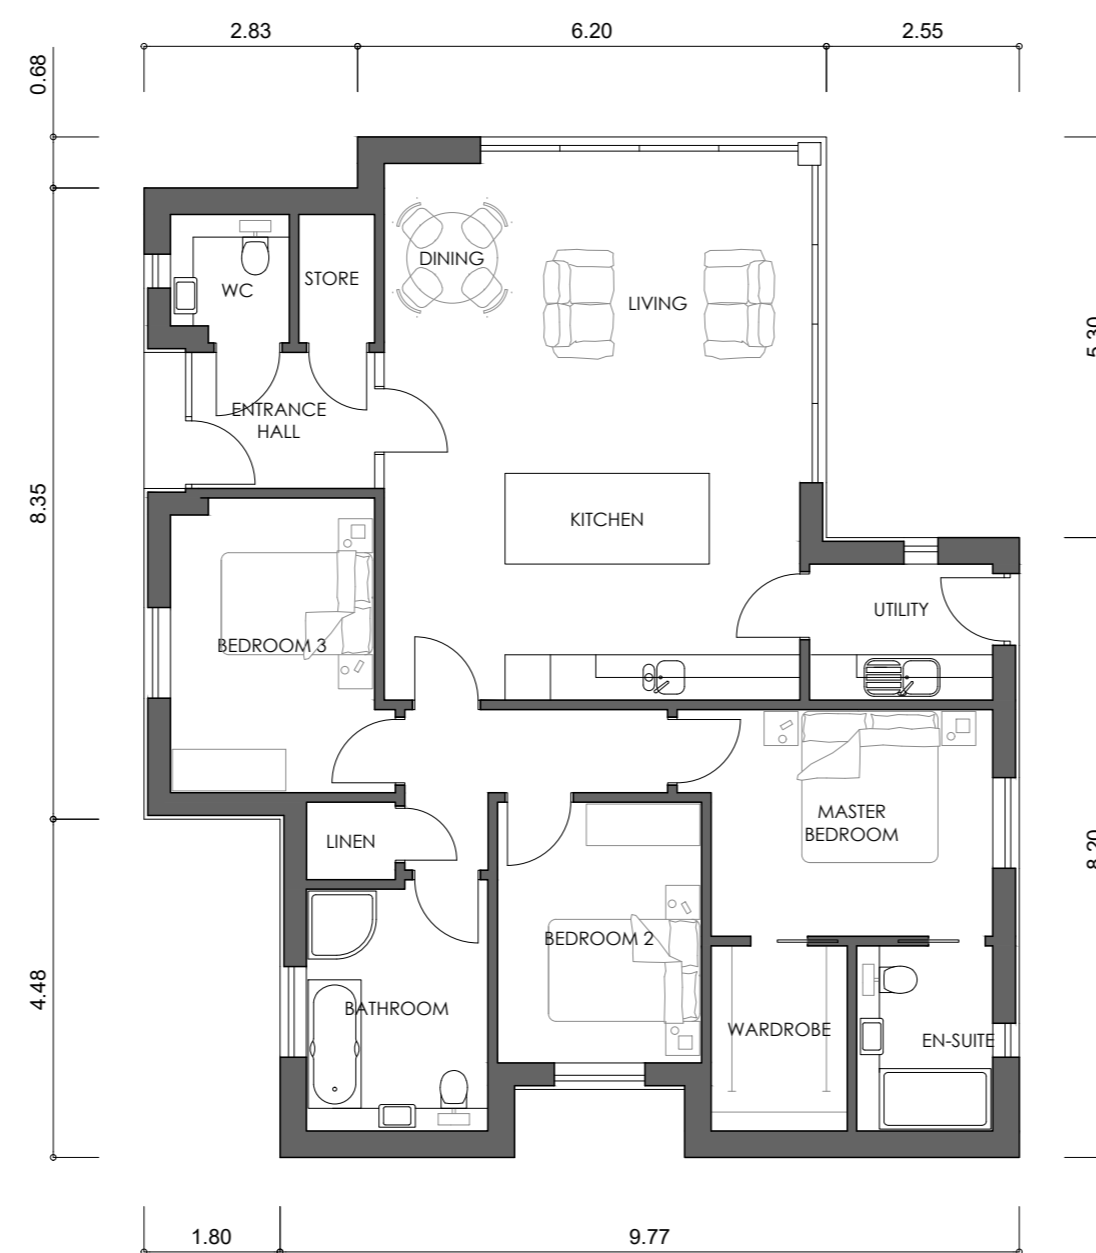 2.83
6.20
2.55
0.68
5.30
DINING
WC
STORE
LIVING
ENTRANCE
HALL
8.35
KITCHEN
UTILITY
BEDROOM 3
MASTER
BEDROOM
LINEN
8.20
BEDROOM 2
4.48
BATHROOM
WARDROBE
EN-SUITE
1.80
9.77